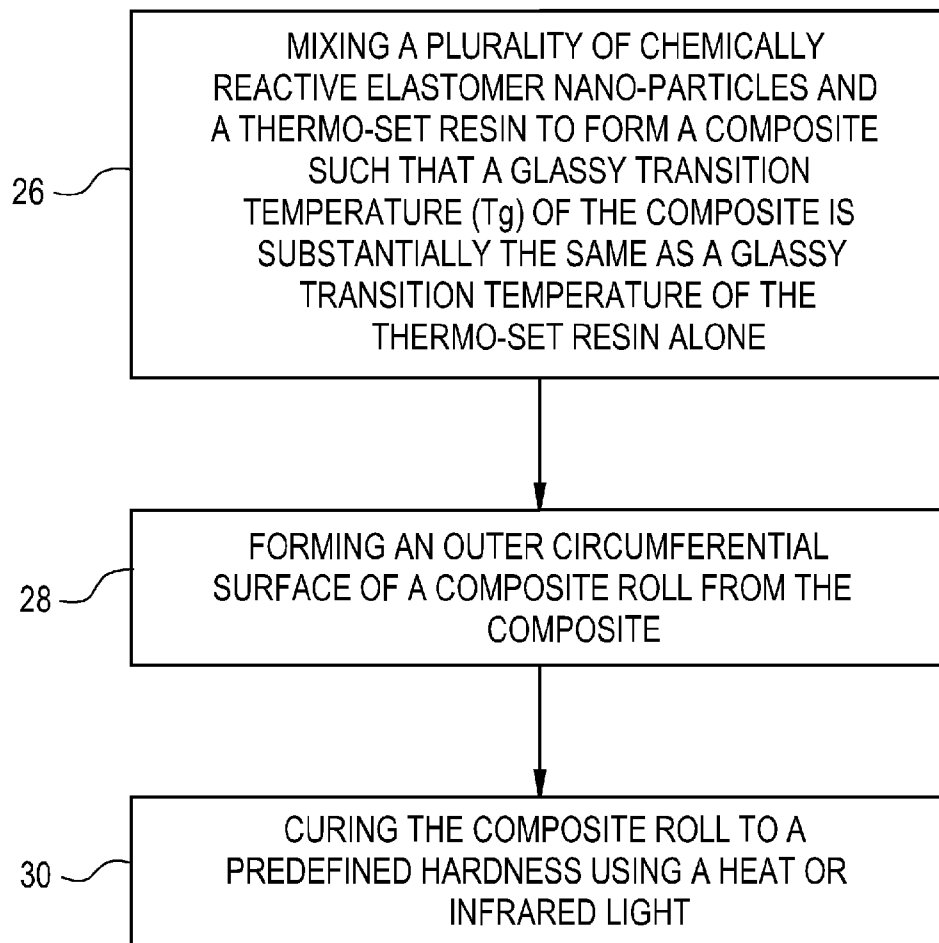 MIXING A PLURALITY OF CHEMICALLY
REACTIVE ELASTOMER NANO-PARTICLES AND
A THERMO-SET RESIN TO FORM A COMPOSITE
SUCH THAT A GLASSY TRANSITION
TEMPERATURE (Tg) OF THE COMPOSITE IS
SUBSTANTIALLY THE SAME AS A GLASSY
TRANSITION TEMPERATURE OF THE
THERMO-SET RESIN ALONE
26
FORMING AN OUTER CIRCUMFERENTIAL
SURFACE OF A COMPOSITE ROLL FROM THE
COMPOSITE
28
CURING THE COMPOSITE ROLL TO A
PREDEFINED HARDNESS USING A HEAT OR
INFRARED LIGHT
30